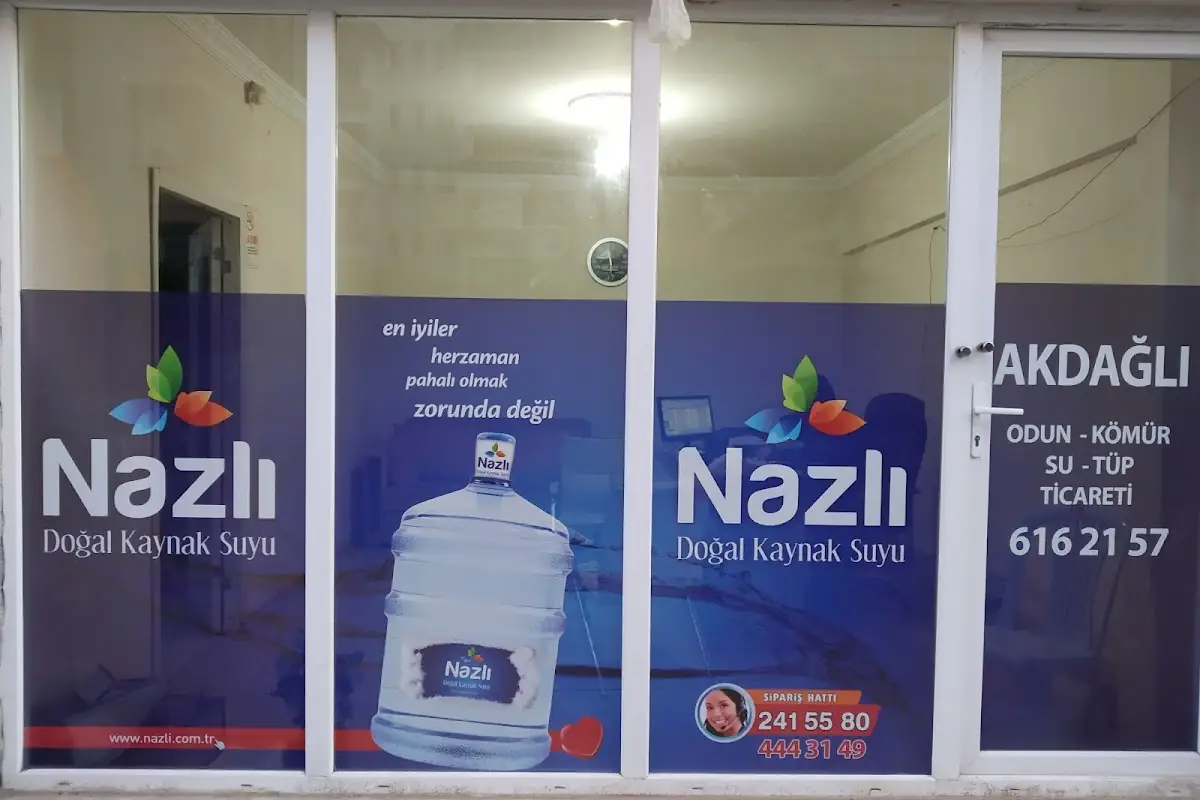 Nazlı
Doğal Kaynak Suyu
www.nazli.com.tr
en iyiler
herzaman
pahalı olmak
zorunda değil
Nazlı
Nazlı
Doğal Kaynak Suyu
Nazlı
Doğal Kaynak Suyu
SİPARİŞ HATTI
241 55 80
444 31 49
AKDAĞLI
ODUN - KÖMÜR
SU - TÜP
TİCARETİ
616 21 57